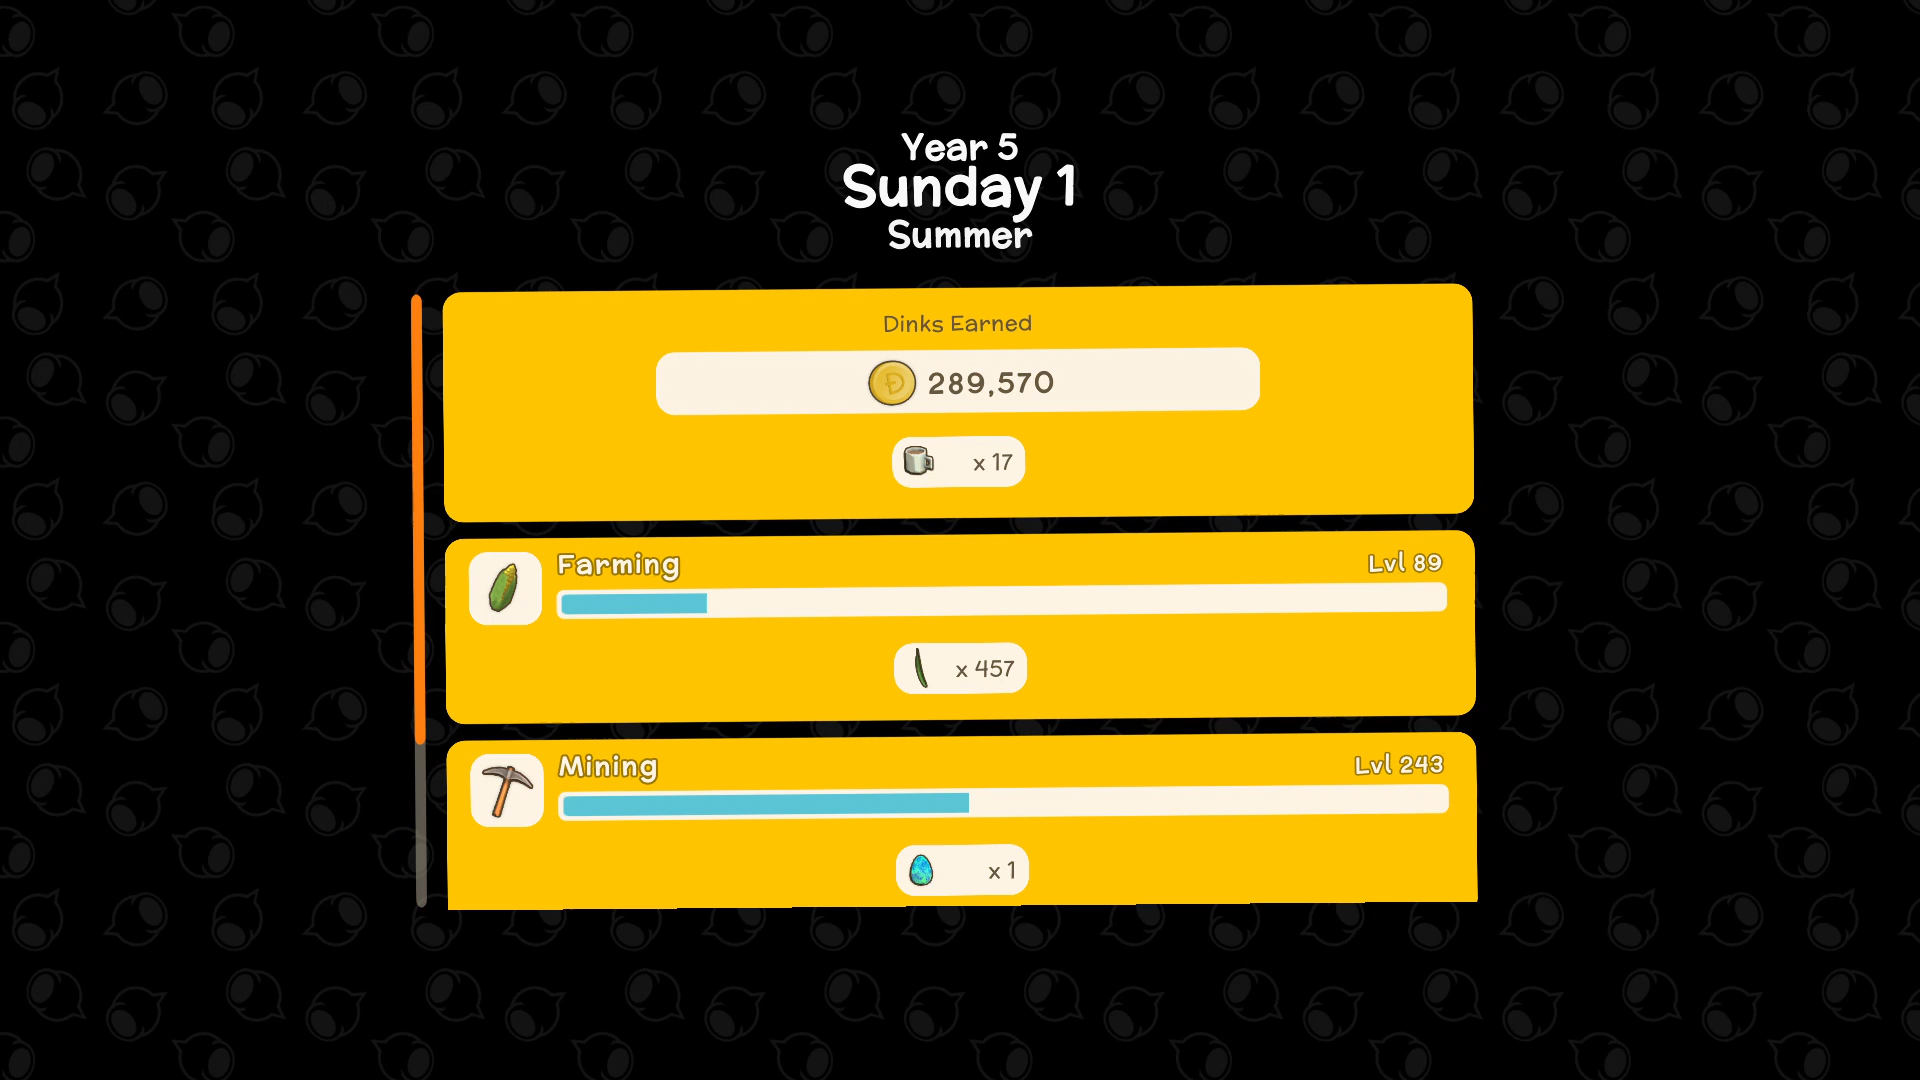 Year 5
Sunday 1
Summer
Dinks Earned
Đ 289,570
x 17
Farming Lvl 89
x 457
Mining Lvl 243
x 1